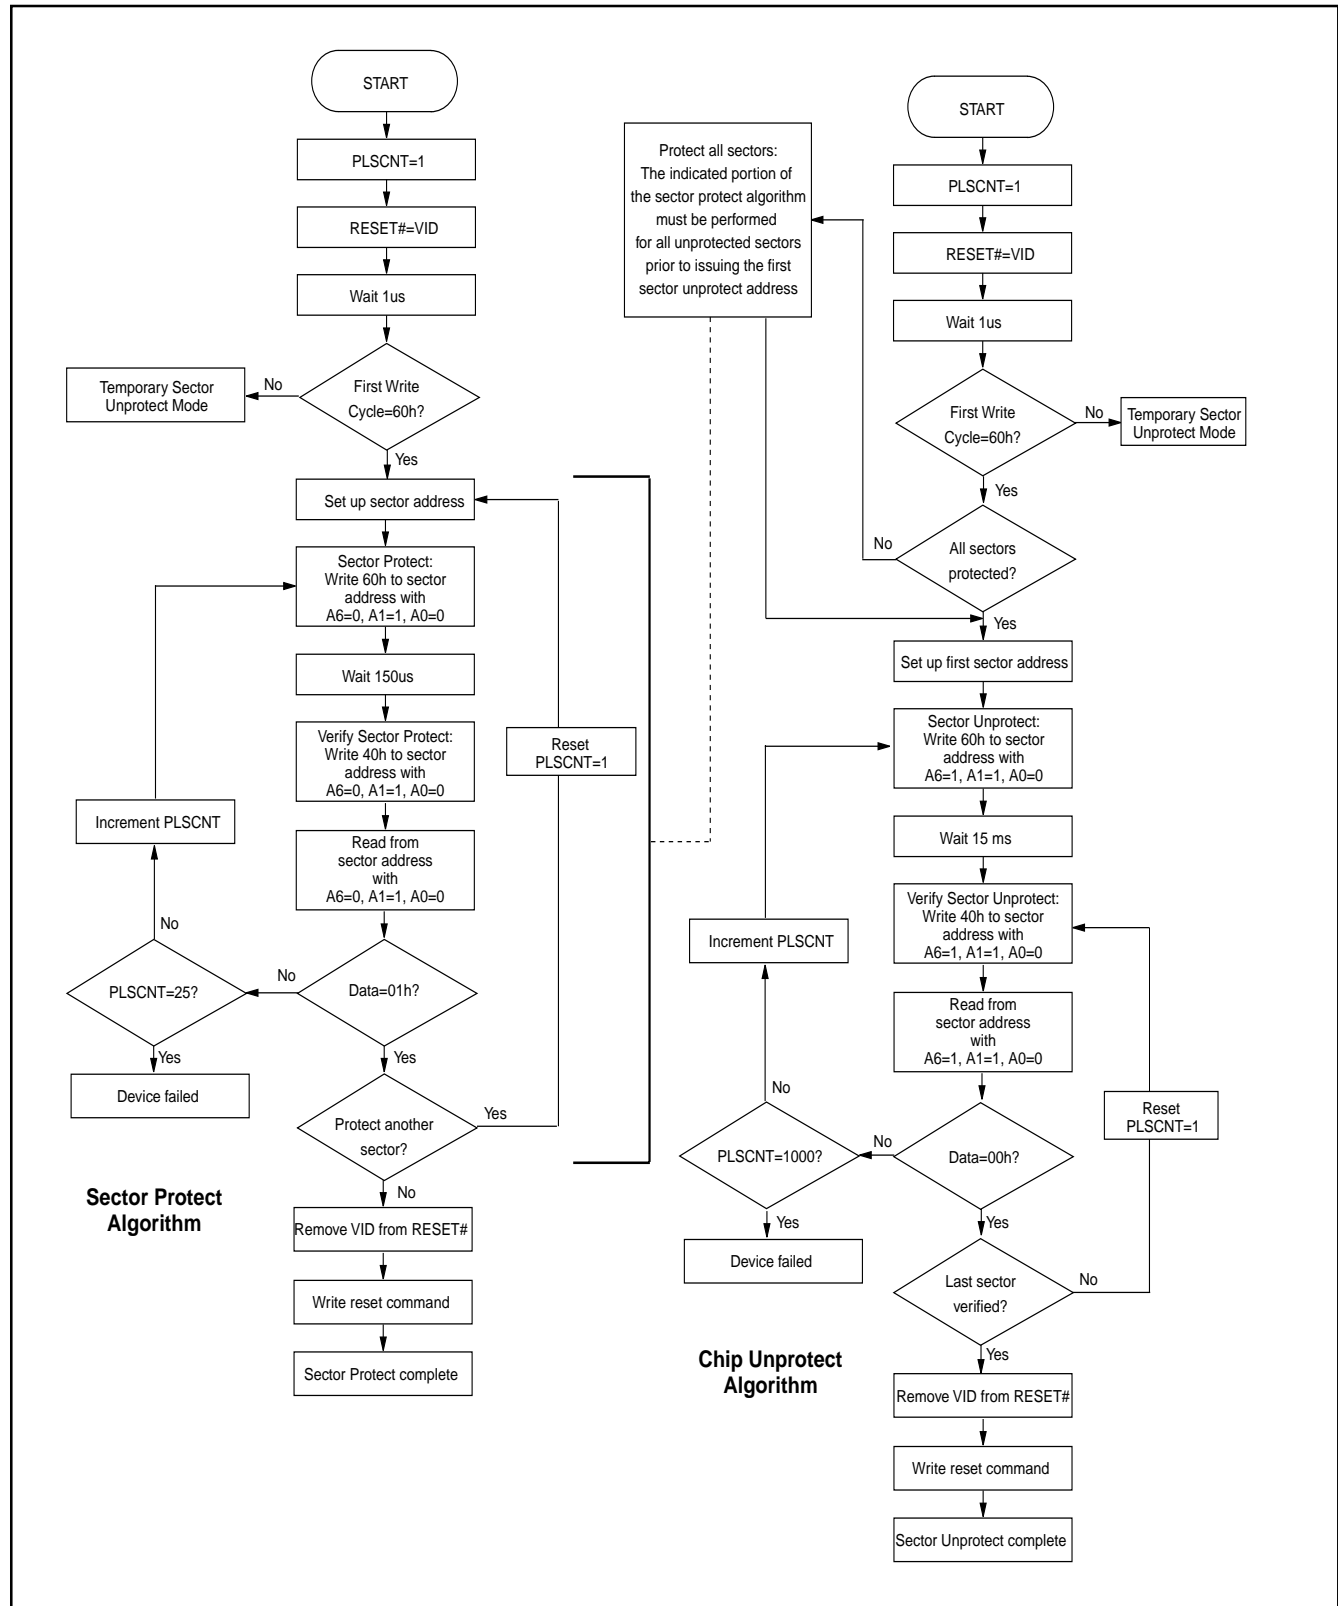 START
PLSCNT=1
RESET#=VID
Wait 1us
First Write
Cycle=60h?
No
Temporary Sector
Unprotect Mode
Yes
Set up sector address
Sector Protect:
Write 60h to sector
address with
A6=0, A1=1, A0=0
Wait 150us
Verify Sector Protect:
Write 40h to sector
address with
A6=0, A1=1, A0=0
Reset
PLSCNT=1
Increment PLSCNT
Read from
sector address
with
A6=0, A1=1, A0=0
No
No
PLSCNT=25?
Data=01h?
Yes
Yes
Device failed
Protect another
sector?
Yes
No
Sector Protect
Algorithm
Remove VID from RESET#
Write reset command
Sector Protect complete
Protect all sectors:
The indicated portion of
the sector protect algorithm
must be performed
for all unprotected sectors
prior to issuing the first
sector unprotect address
START
PLSCNT=1
RESET#=VID
Wait 1us
First Write
Cycle=60h?
No
Temporary Sector
Unprotect Mode
Yes
No
All sectors
protected?
Yes
Set up first sector address
Sector Unprotect:
Write 60h to sector
address with
A6=1, A1=1, A0=0
Wait 15 ms
Verify Sector Unprotect:
Write 40h to sector
address with
A6=1, A1=1, A0=0
Increment PLSCNT
Read from
sector address
with
A6=1, A1=1, A0=0
No
Reset
PLSCNT=1
No
PLSCNT=1000?
Data=00h?
Yes
Yes
Device failed
Last sector
verified?
No
Yes
Chip Unprotect
Algorithm
Remove VID from RESET#
Write reset command
Sector Unprotect complete